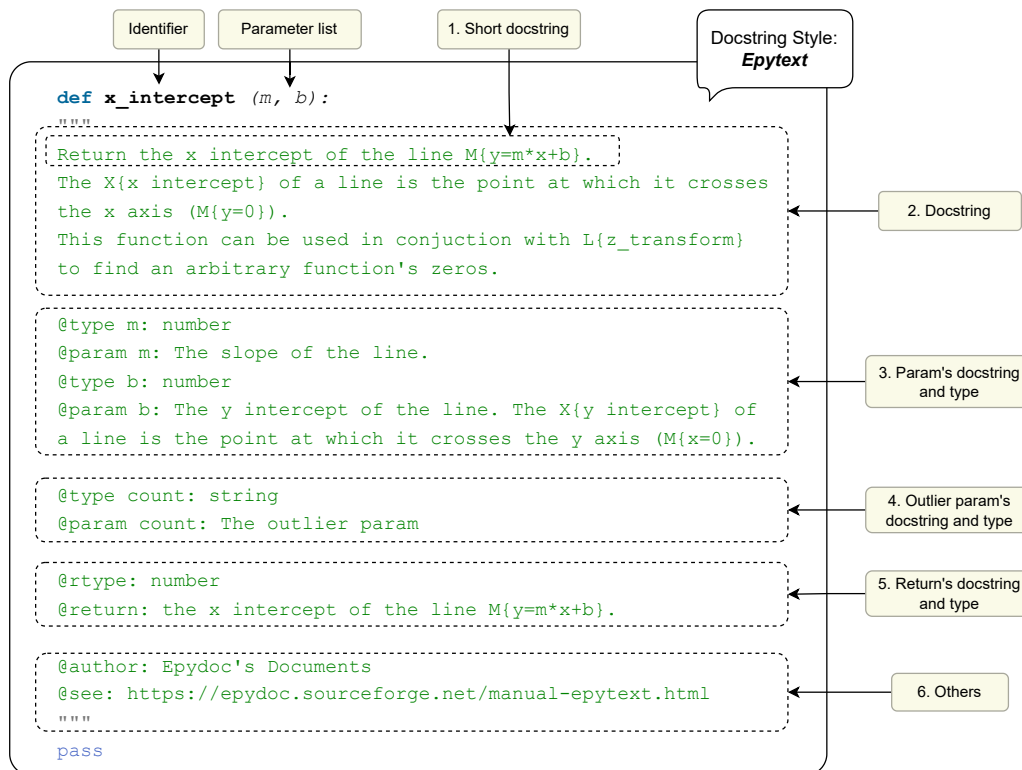 Identifier
Parameter list
1. Short docstring
Docstring Style:
Epytext
def x_intercept (m, b):
"""
Return the x intercept of the line M{y=m*x+b}.
The X{x intercept} of a line is the point at which it crosses
the x axis (M{y=0}).
This function can be used in conjuction with L{z_transform}
to find an arbitrary function's zeros.
2. Docstring
@type m: number
@param m: The slope of the line.
@type b: number
@param b: The y intercept of the line. The X{y intercept} of
a line is the point at which it crosses the y axis (M{x=0}).
3. Param's docstring
and type
@type count: string
@param count: The outlier param
4. Outlier param's
docstring and type
@rtype: number
@return: the x intercept of the line M{y=m*x+b}.
5. Return's docstring
and type
@author: Epydoc's Documents
@see: https://epydoc.sourceforge.net/manual-epytext.html
"""
6. Others
pass